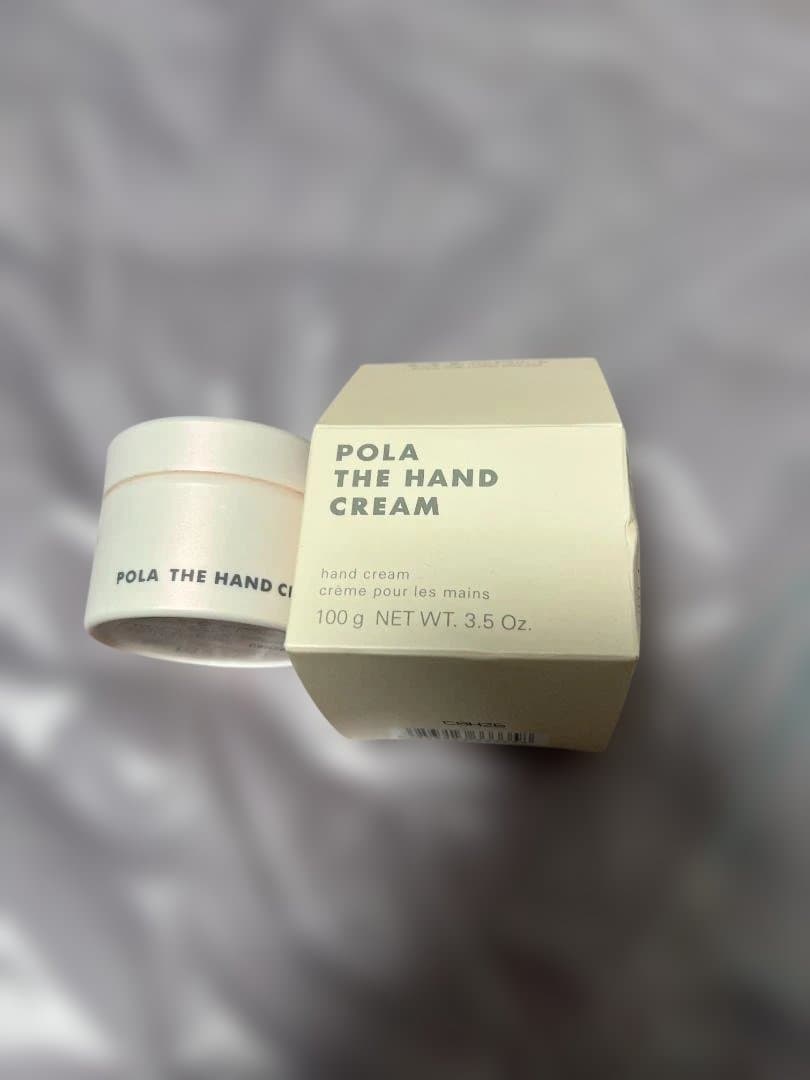 POLA
THE HAND
CREAM
hand cream
crème pour les mains
100 g NET WT. 3.5 Oz.
POLA THE HAND